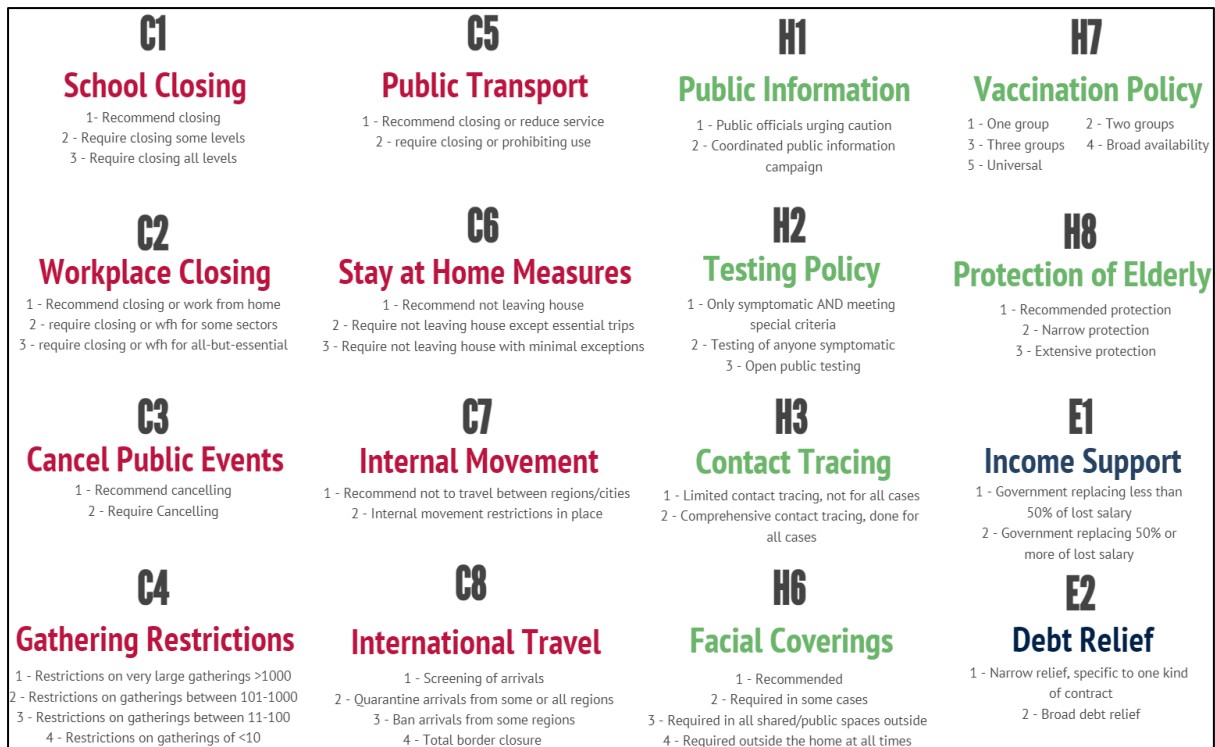 C1
School Closing
1- Recommend closing
2 - Require closing some levels
3 - Require closing all levels
C2
Workplace Closing
1 - Recommend closing or work from home
2 - require closing or wfh for some sectors
3 - require closing or wfh for all-but-essential
C3
Cancel Public Events
1 - Recommend cancelling
2 - Require Cancelling
C4
Gathering Restrictions
1 - Restrictions on very large gatherings >1000
2 - Restrictions on gatherings between 101-1000
3 - Restrictions on gatherings between 11-100
4 - Restrictions on gatherings of <10
C5
Public Transport
1 - Recommend closing or reduce service
2 - require closing or prohibiting use
C6
Stay at Home Measures
1 - Recommend not leaving house
2 - Require not leaving house except essential trips
3 - Require not leaving house with minimal exceptions
C7
Internal Movement
1 - Recommend not to travel between regions/cities
2 - Internal movement restrictions in place
C8
International Travel
1 - Screening of arrivals
2 - Quarantine arrivals from some or all regions
3 - Ban arrivals from some regions
4 - Total border closure
H1
Public Information
1 - Public officials urging caution
2 - Coordinated public information
campaign
H2
Testing Policy
1 - Only symptomatic AND meeting
special criteria
2 - Testing of anyone symptomatic
3 - Open public testing
H3
Contact Tracing
1 - Limited contact tracing, not for all cases
2 - Comprehensive contact tracing, done for
all cases
H6
Facial Coverings
1 - Recommended
2 - Required in some cases
3 - Required in all shared/public spaces outside
4 - Required outside the home at all times
H7
Vaccination Policy
1 - One group 2 - Two groups
3 - Three groups 4 - Broad availability
5 - Universal
H8
Protection of Elderly
1 - Recommended protection
2 - Narrow protection
3 - Extensive protection
E1
Income Support
1 - Government replacing less than
50% of lost salary
2 - Government replacing 50% or
more of lost salary
E2
Debt Relief
1 - Narrow relief, specific to one kind
of contract
2 - Broad debt relief